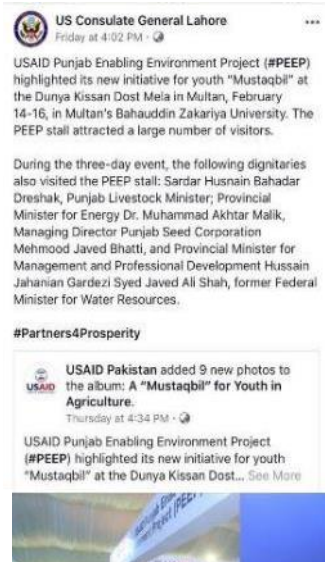 US Consulate General Lahore
Friday at 4:02 PM ·
USAID Punjab Enabling Environment Project (#PEEP)
highlighted its new initiative for youth “Mustaqbil” at
the Dunya Kissan Dost Mela in Multan, February
14-16, in Multan's Bahauddin Zakariya University. The
PEEP stall attracted a large number of visitors.
During the three-day event, the following dignitaries
also visited the PEEP stall: Sardar Husnain Bahadar
Dreshak, Punjab Livestock Minister; Provincial
Minister for Energy Dr. Muhammad Akhtar Malik,
Managing Director Punjab Seed Corporation
Mehmood Javed Bhatti, and Provincial Minister for
Management and Professional Development Hussain
Jahanian Gardezi Syed Javed Ali Shah, former Federal
Minister for Water Resources.
#Partners4Prosperity
USAID Pakistan added 9 new photos to
USAID
the album: A “Mustaqbil” for Youth in
Agriculture.
Thursday at 4:34 PM ·
USAID Punjab Enabling Environment Project
(#PEEP) highlighted its new initiative for youth
“Mustaqbil” at the Dunya Kissan Dost... See More
Project (PEEP)